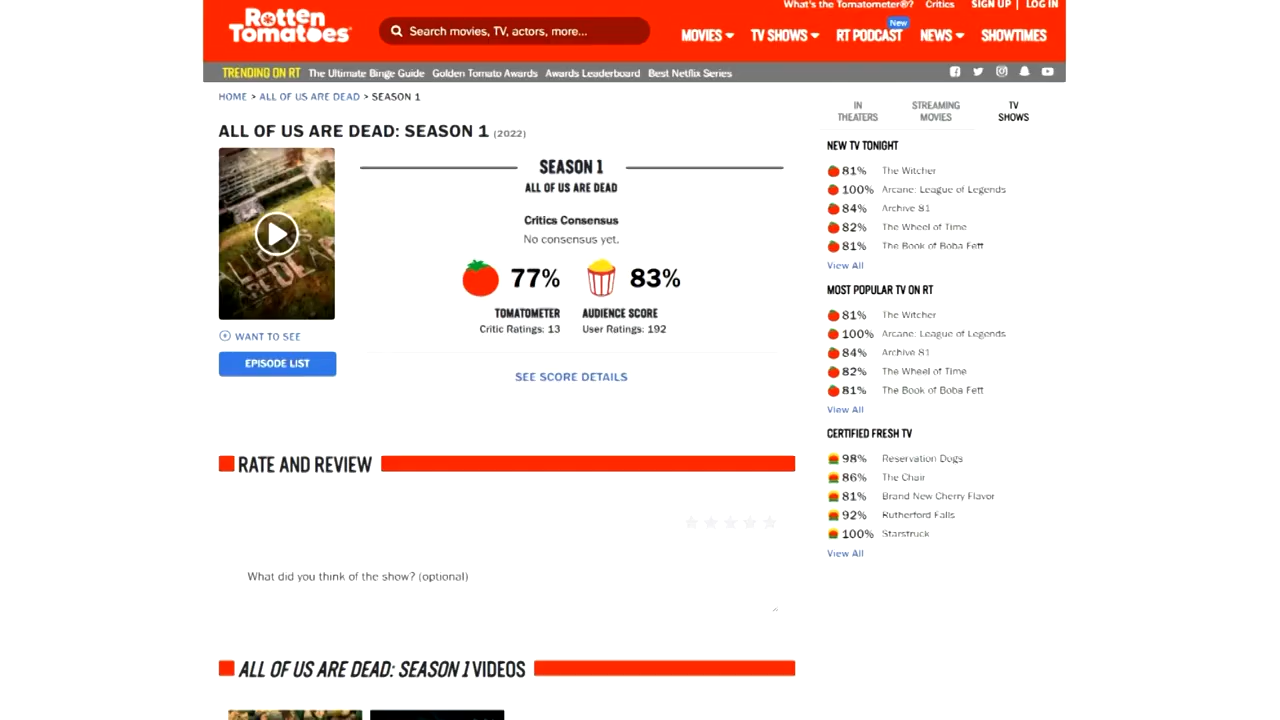 What's the Tomatometer®? Critics SIGN UP | LOG IN
Rotten
Tomatoes
Search movies, TV, actors, more...
MOVIES TV SHOWS RT PODCAST NEWS SHOWTIMES
New
TRENDING ON RT The Ultimate Binge Guide Golden Tomato Awards Awards Leaderboard Best Netflix Series
HOME > ALL OF US ARE DEAD > SEASON 1
ALL OF US ARE DEAD: SEASON 1 (2022)
ALL OF US
ARE DEAD
WANT TO SEE
EPISODE LIST
SEASON 1
ALL OF US ARE DEAD
Critics Consensus
No consensus yet.
77% 83%
TOMATOMETER AUDIENCE SCORE
Critic Ratings: 13 User Ratings: 192
SEE SCORE DETAILS
RATE AND REVIEW
What did you think of the show? (optional)
ALL OF US ARE DEAD: SEASON 1 VIDEOS
IN THEATERS
STREAMING MOVIES
TV SHOWS
NEW TV TONIGHT
81% The Witcher
100% Arcane: League of Legends
84% Archive 81
82% The Wheel of Time
81% The Book of Boba Fett
View All
MOST POPULAR TV ON RT
81% The Witcher
100% Arcane: League of Legends
84% Archive 81
82% The Wheel of Time
81% The Book of Boba Fett
View All
CERTIFIED FRESH TV
98% Reservation Dogs
86% The Chair
81% Brand New Cherry Flavor
92% Rutherford Falls
100% Starstruck
View All